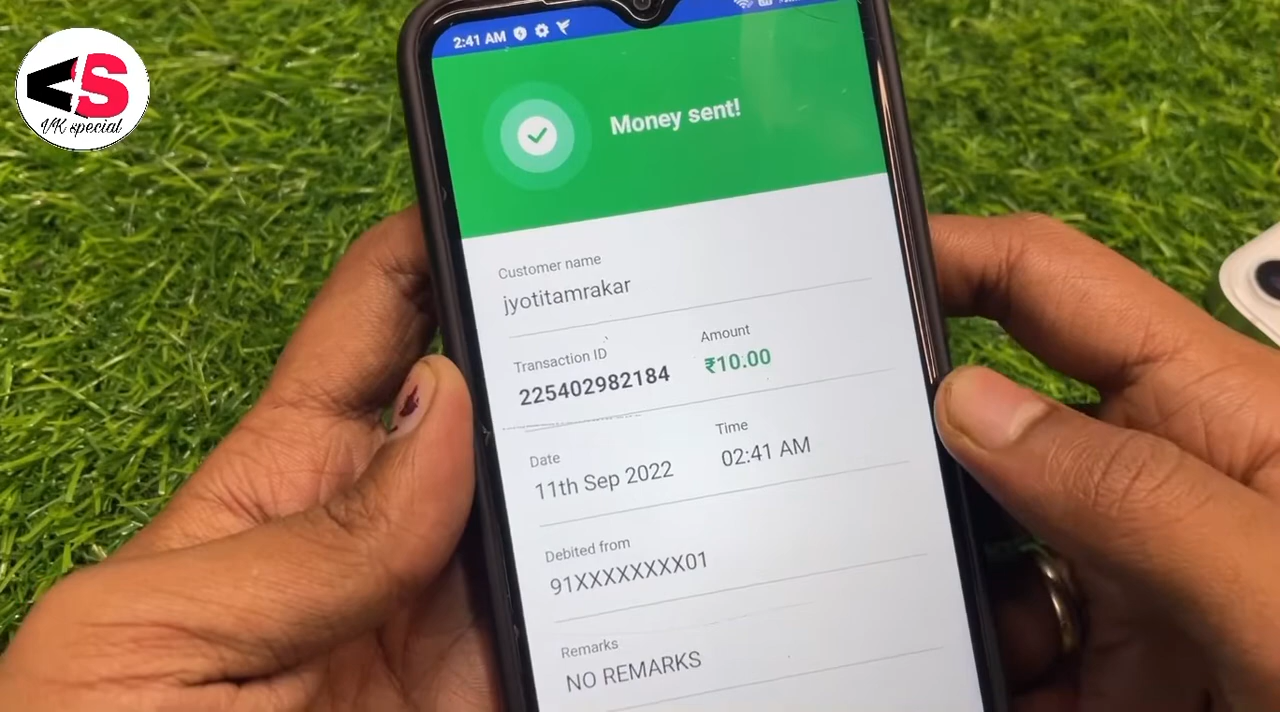 S
VK special
2:41 AM
Money sent!
Customer name
jyotitamrakar
Transaction ID
225402982184
Amount
₹10.00
Date
11th Sep 2022
Time
02:41 AM
Debited from
91XXXXXXXX01
Remarks
NO REMARKS